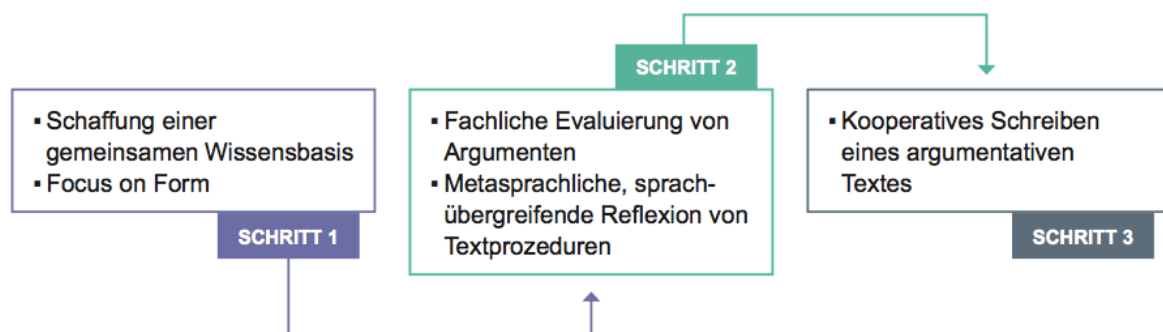 ▪ Schaffung einer
gemeinsamen Wissensbasis
▪ Focus on Form
SCHRITT 1
SCHRITT 2
▪ Fachliche Evaluierung von
Argumenten
▪ Metasprachliche, sprach-
übergreifende Reflexion von
Textprozeduren
▪ Kooperatives Schreiben
eines argumentativen
Textes
SCHRITT 3